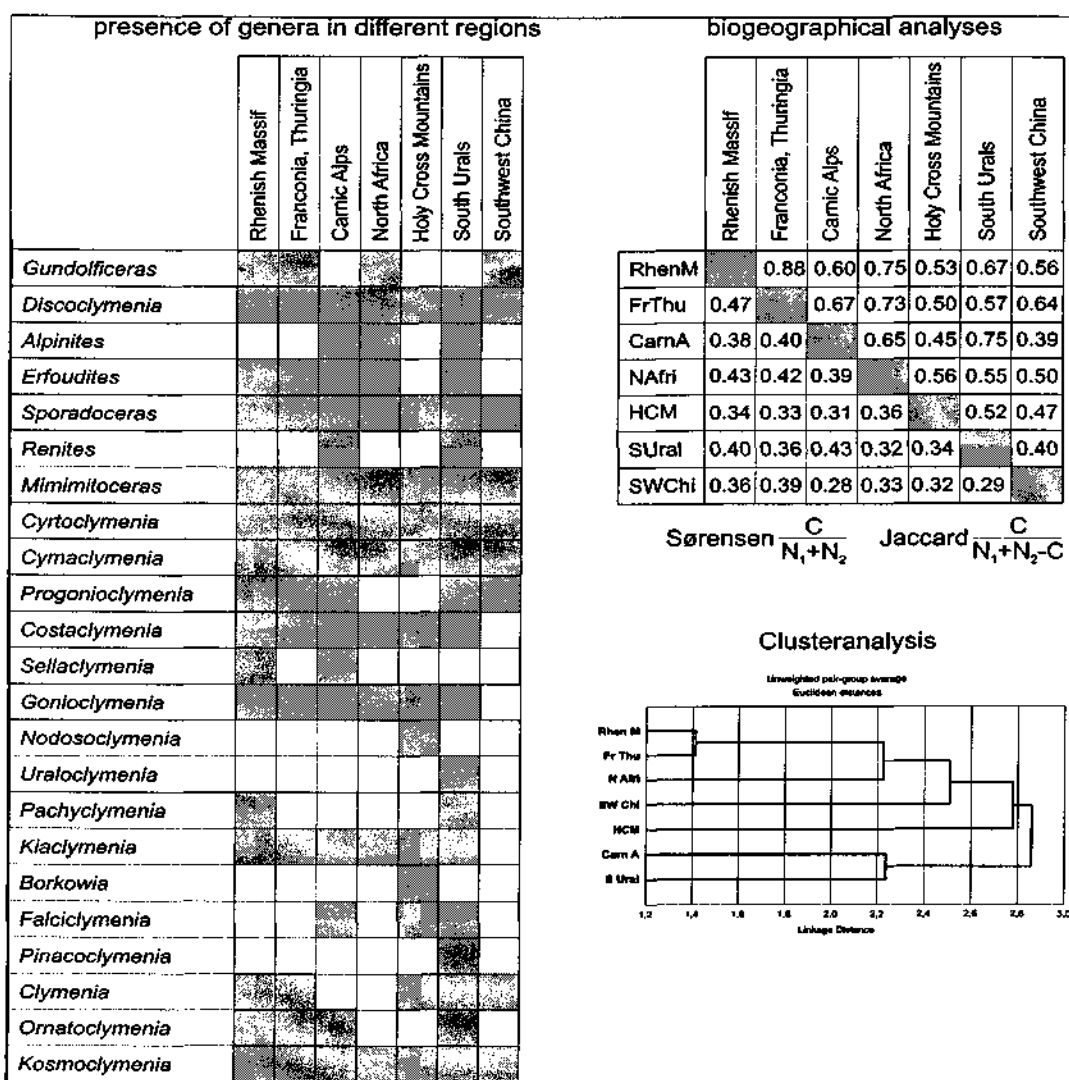 presence of genera in different regions
Rhenish Massif
Franconia, Thuringia
Carnic Alps
North Africa
Holy Cross Mountains
South Urals
Southwest China
Gundolficeras
Discoclymenia
Alpinites
Erfoudites
Sporadoceras
Renites
Mimimitoceras
Cyrtoclymenia
Cymaclymenia
Progonioclymenia
Costaclymenia
Sellaclymenia
Gonioclymenia
Nodosoclymenia
Uraloclymenia
Pachyclymenia
Kiaclymenia
Borkowia
Falciclymenia
Pinacoclymenia
Clymenia
Ornatoclymenia
Kosmoclymenia
biogeographical analyses
Rhenish Massif
Franconia, Thuringia
Carnic Alps
North Africa
Holy Cross Mountains
South Urals
Southwest China
RhenM 0.88 0.60 0.75 0.53 0.67 0.56
FrThu 0.47 0.67 0.73 0.50 0.57 0.64
CarnA 0.38 0.40 0.65 0.45 0.75 0.39
NAfri 0.43 0.42 0.39 0.56 0.55 0.50
HCM 0.34 0.33 0.31 0.36 0.52 0.47
SUral 0.40 0.36 0.43 0.32 0.34 0.40
SWChi 0.36 0.39 0.28 0.33 0.32 0.29
Sørensen C/N₁+N₂ Jaccard C/N₁+N₂-C
Clusteranalysis
Unweighted pair-group average
Euclidean distances
Rhen M
Fr Thu
N Afri
SW Chi
HCM
Carn A
S Ural
1,2 1,4 1,6 1,8 2,0 2,2 2,4 2,6 2,8 3,0
Linkage Distance